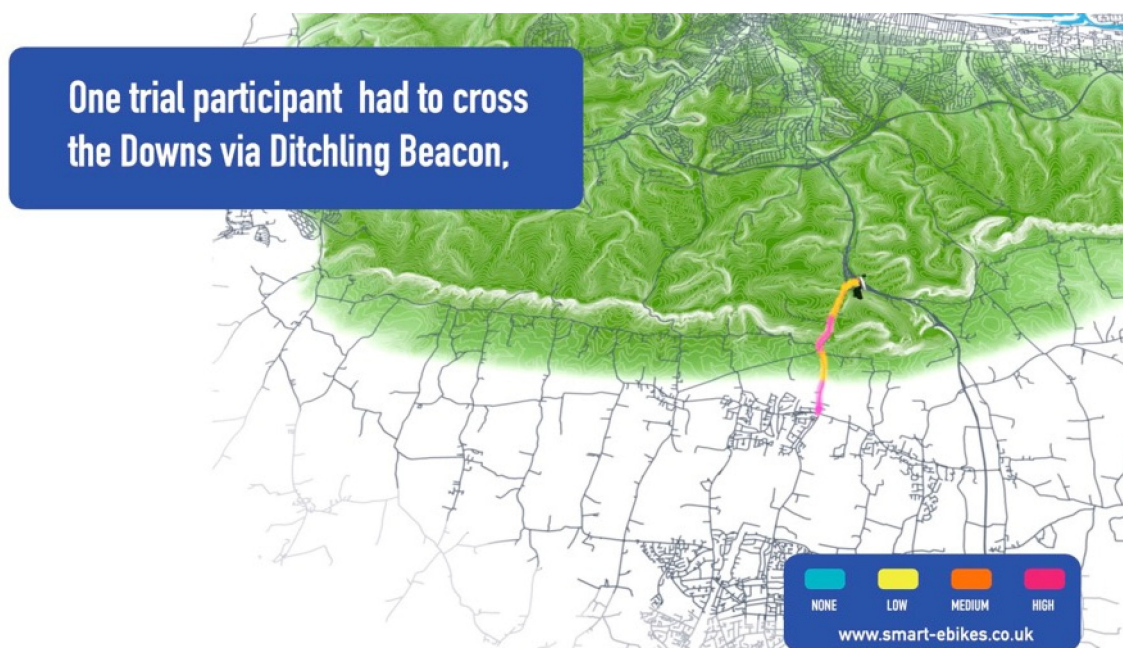 One trial participant had to cross
the Downs via Ditchling Beacon,
NONE LOW MEDIUM HIGH
www.smart-ebikes.co.uk